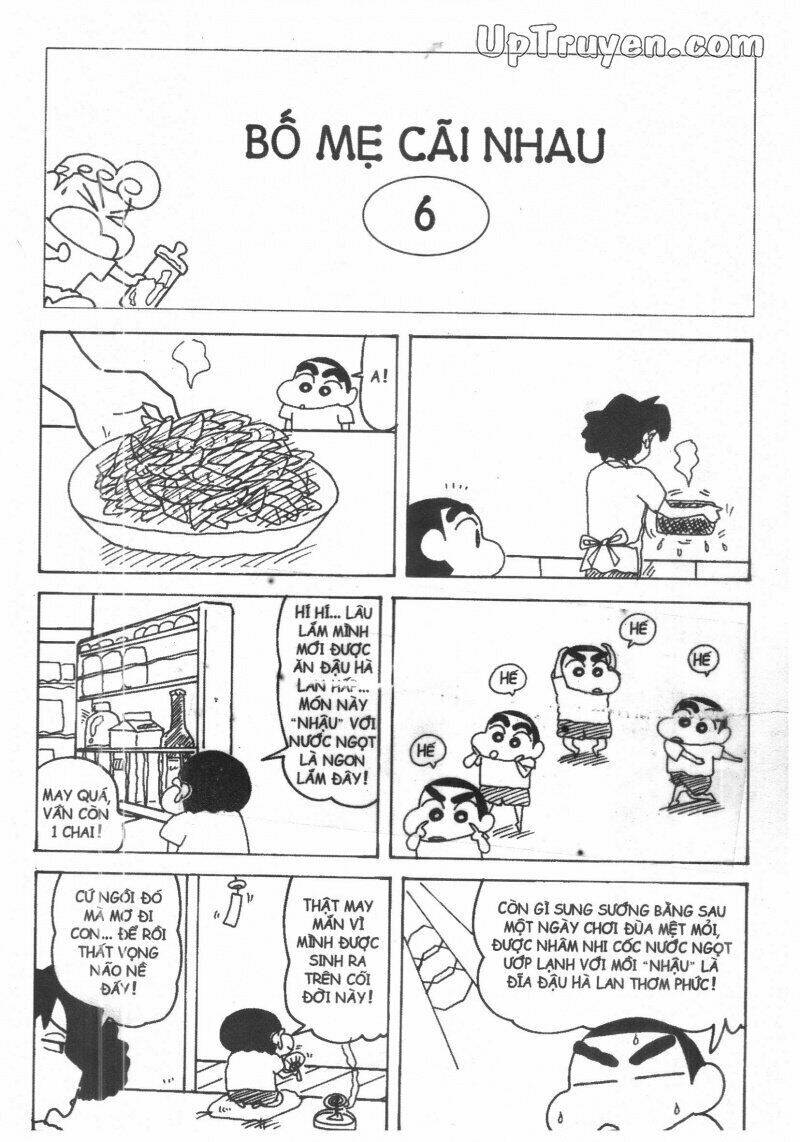 UpTruyen.com
BỐ MẸ CÃI NHAU
6
A!
HẾ
HẾ
HẾ
HẾ
HÍ HÍ... LÂU
LẮM MÌNH
MỚI ĐƯỢC
ĂN ĐẬU HÀ
LAN HẤP...
MÓN NÀY
"NHẬU" VỚI
NƯỚC NGỌT
LÀ NGON
LẮM ĐÂY!
MAY QUÁ,
VẪN CÒN
1 CHAI!
CÒN GÌ SUNG SƯỚNG BẰNG SAU
MỘT NGÀY CHƠI ĐÙA MỆT MỎI,
ĐƯỢC NHÂM NHI CỐC NƯỚC NGỌT
ƯỚP LẠNH VỚI MỒI "NHẬU" LÀ
ĐĨA ĐẬU HÀ LAN THƠM PHỨC!
THẬT MAY
MẮN VÌ
MÌNH ĐƯỢC
SINH RA
TRÊN CÕI
ĐỜI NÀY!
CỨ NGỒI ĐÓ
MÀ MƠ ĐI
CON... ĐỂ RỒI
THẤT VỌNG
NÃO NỀ
ĐẤY!